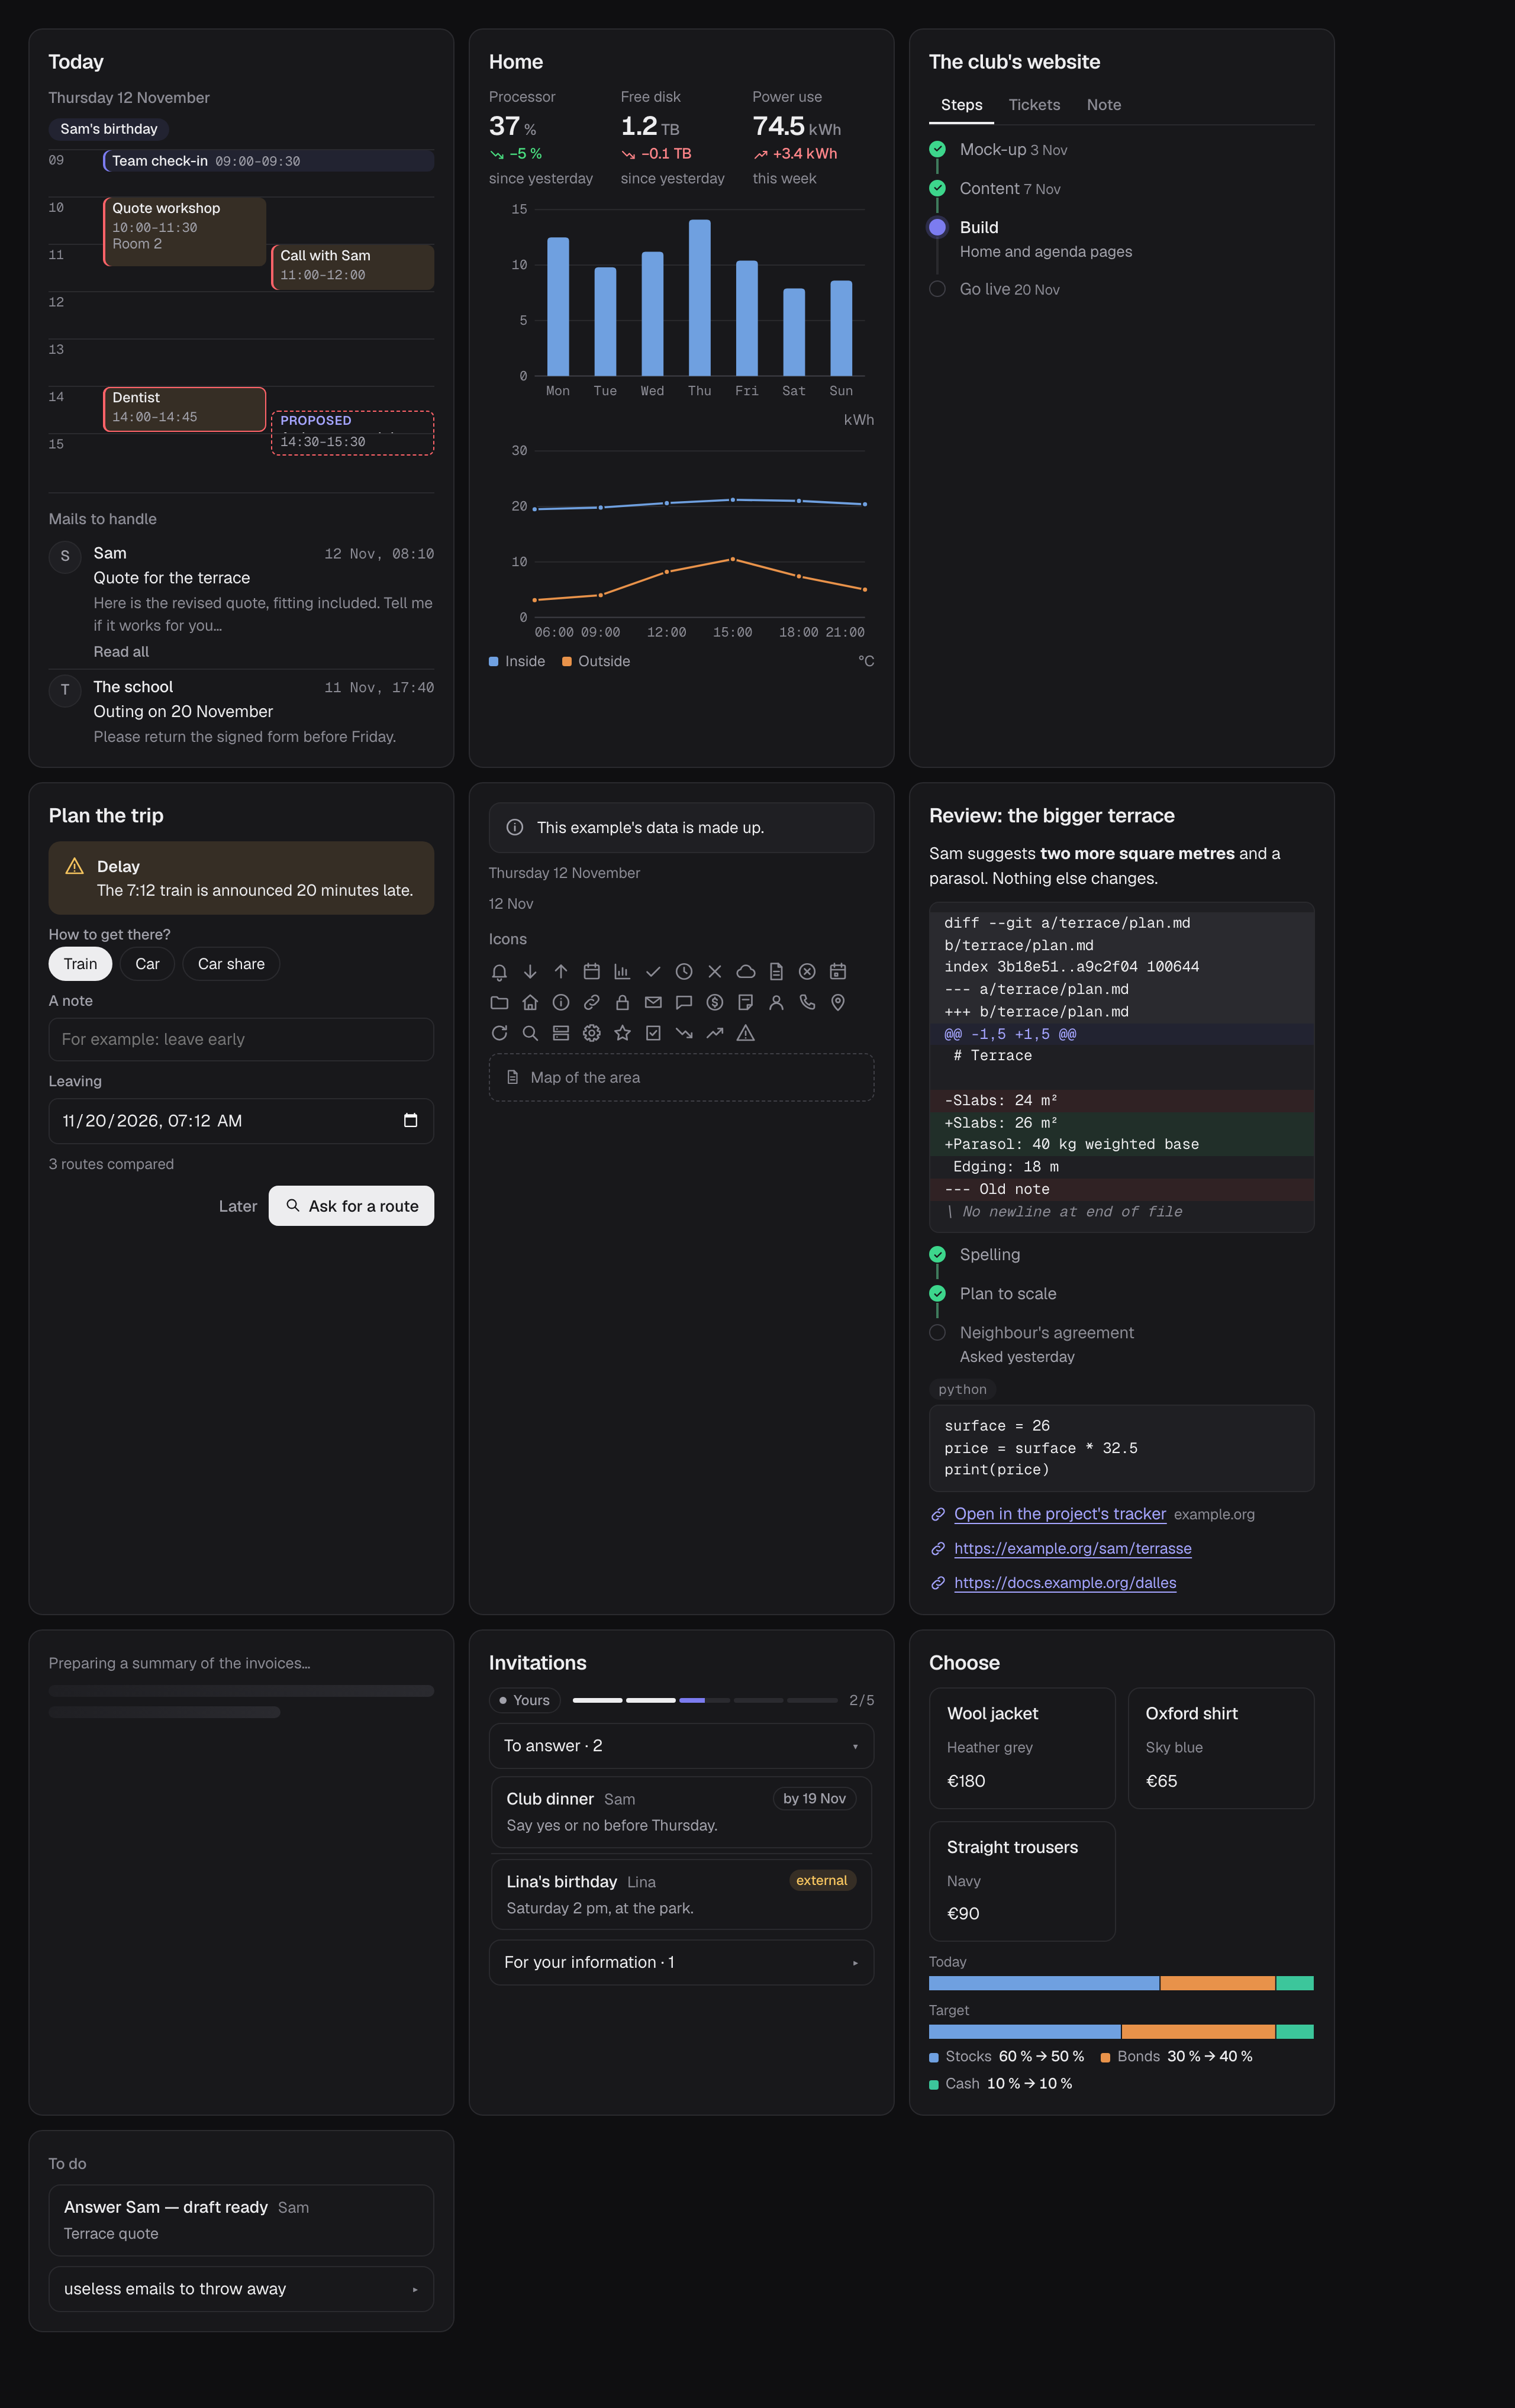 Today
Thursday 12 November
Sam's birthday
09
Team check-in 09:00–09:30
10
Quote workshop
10:00–11:30
Room 2
11
Call with Sam
11:00–12:00
12
13
14
Dentist
14:00–14:45
PROPOSED
14:30–15:30
15
Mails to handle
S
Sam 12 Nov, 08:10
Quote for the terrace
Here is the revised quote, fitting included. Tell me
if it works for you…
Read all
T
The school 11 Nov, 17:40
Outing on 20 November
Please return the signed form before Friday.
Home
Processor
37 %
−5 %
since yesterday
Free disk
1.2 TB
−0.1 TB
since yesterday
Power use
74.5 kWh
+3.4 kWh
this week
15
10
5
0
Mon Tue Wed Thu Fri Sat Sun
kWh
30
20
10
0
06:00 09:00 12:00 15:00 18:00 21:00
Inside Outside °C
The club's website
Steps Tickets Note
Mock-up 3 Nov
Content 7 Nov
Build
Home and agenda pages
Go live 20 Nov
Plan the trip
Delay
The 7:12 train is announced 20 minutes late.
How to get there?
Train Car Car share
A note
For example: leave early
Leaving
11/20/2026, 07:12 AM
3 routes compared
Later Ask for a route
This example's data is made up.
Thursday 12 November
12 Nov
Icons
Map of the area
Review: the bigger terrace
Sam suggests two more square metres and a
parasol. Nothing else changes.
diff --git a/terrace/plan.md
b/terrace/plan.md
index 3b18e51..a9c2f04 100644
--- a/terrace/plan.md
+++ b/terrace/plan.md
@@ -1,5 +1,5 @@
# Terrace
-Slabs: 24 m²
+Slabs: 26 m²
+Parasol: 40 kg weighted base
Edging: 18 m
--- Old note
\ No newline at end of file
Spelling
Plan to scale
Neighbour's agreement
Asked yesterday
python
surface = 26
price = surface * 32.5
print(price)
Open in the project's tracker example.org
https://example.org/sam/terrasse
https://docs.example.org/dalles
Preparing a summary of the invoices…
Invitations
Yours 2/5
To answer · 2
Club dinner Sam by 19 Nov
Say yes or no before Thursday.
Lina's birthday Lina external
Saturday 2 pm, at the park.
For your information · 1
Choose
Wool jacket
Heather grey
€180
Oxford shirt
Sky blue
€65
Straight trousers
Navy
€90
Today
Target
Stocks 60 % → 50 % Bonds 30 % → 40 %
Cash 10 % → 10 %
To do
Answer Sam — draft ready Sam
Terrace quote
useless emails to throw away